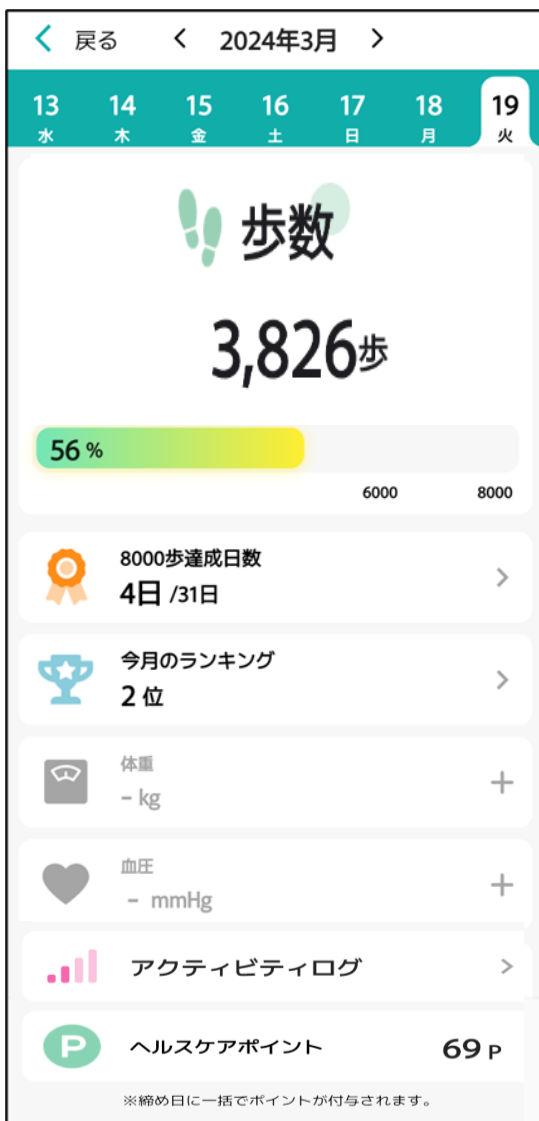 戻る 2024年3月
13 14 15 16 17 18 19
水 木 金 土 日 月 火
歩数
3,826歩
56 %
6000 8000
8000歩達成日数
4日 /31日
今月のランキング
2 位
体重
- kg
血圧
- mmHg
アクティビティログ
P ヘルスケアポイント 69 P
※締め日に一括でポイントが付与されます。